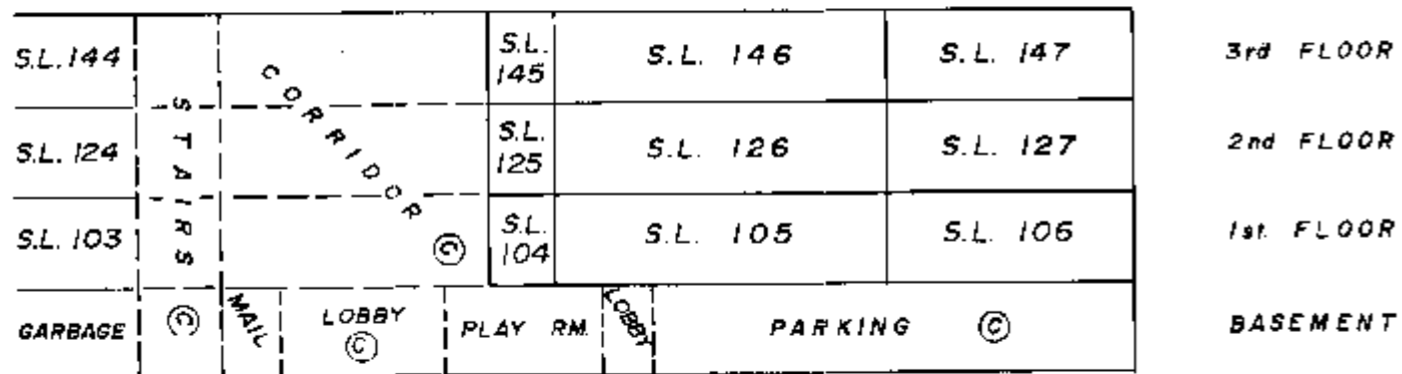 S.L. 144
STAIRS
CORRIDOR ©
S.L. 145
S.L. 146
S.L. 147
3rd FLOOR
S.L. 124
S.L. 125
S.L. 126
S.L. 127
2nd FLOOR
S.L. 103
S.L. 104
S.L. 105
S.L. 106
1st FLOOR
GARBAGE
©
MAIL
LOBBY
©
PLAY RM.
LOBBY
PARKING ©
BASEMENT